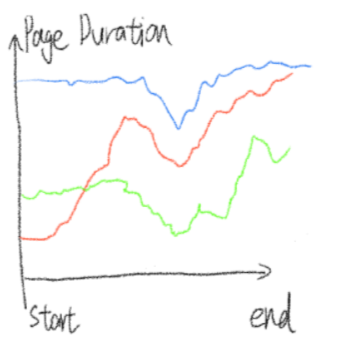 Page Duration
Start
end